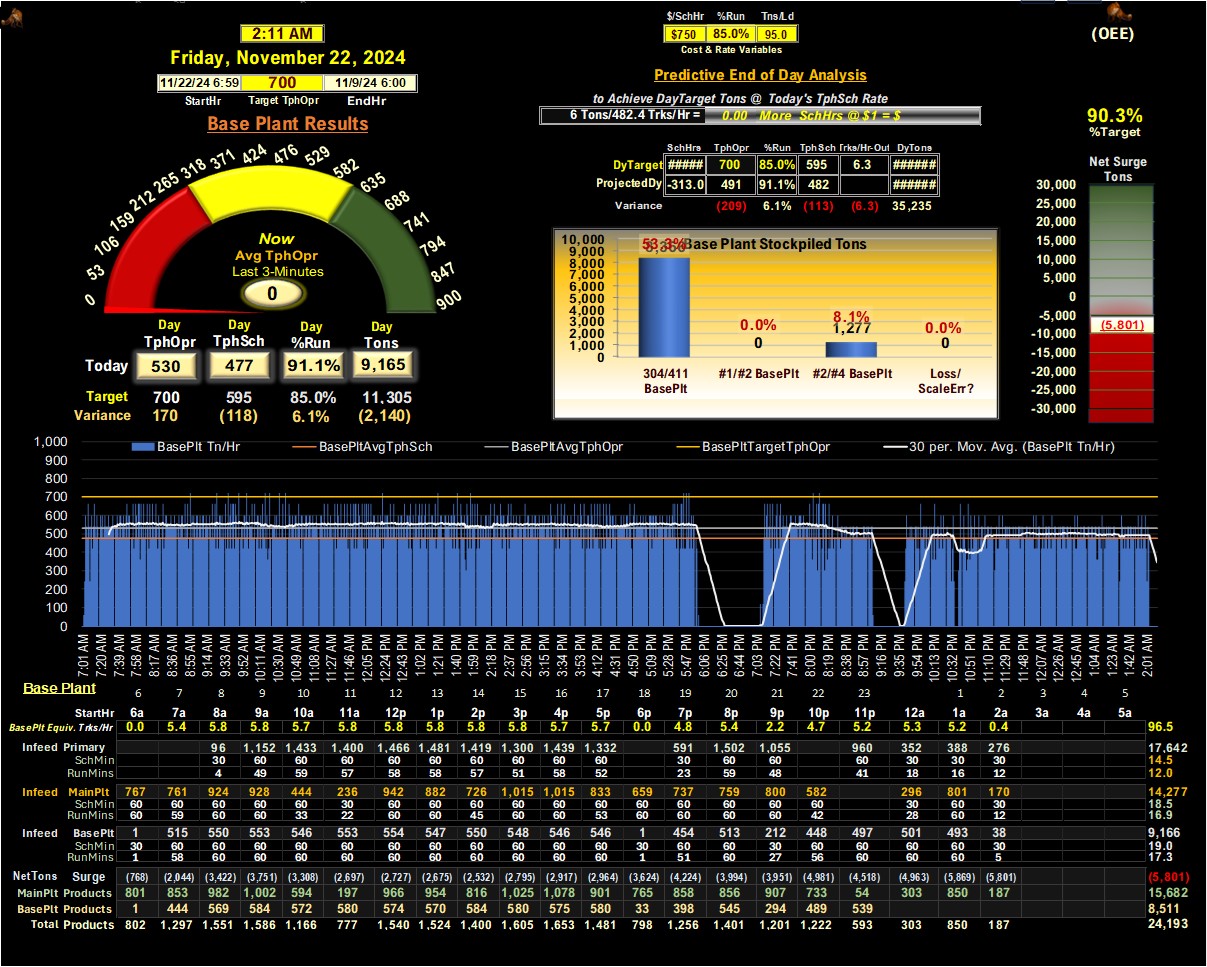 2:11 AM
Friday, November 22, 2024
11/22/24 6:59 700 11/9/24 6:00
StartHr Target TphOpr EndHr
Base Plant Results
0 53 106 159 212 265 318 371 424 476 529 582 635 688 741 794 847 900
Now
Avg TphOpr
Last 3-Minutes
0
Day Day Day Day
TphOpr TphSch %Run Tons
Today 530 477 91.1% 9,165
Target 700 595 85.0% 11.305
Variance 170 (118) 6.1% (2,140)
$/SchHr %Run Tns/Ld
$750 85.0% 95.0
Cost & Rate Variables
Predictive End of Day Analysis
to Achieve DayTarget Tons @ Today's TphSch Rate
6 Tons/482.4 Trks/Hr = 0.00 More SchHrs @ $1 = $
SchHrs TphOpr %Run TphSch Trks/Hr-Out DyTons
DyTarget ##### 700 85.0% 595 6.3 ######
ProjectedDy -313.0 491 91.1% 482 ######
Variance (209) 6.1% (113) (6.3) 35,235
Base Plant Stockpiled Tons
10,000
9,000
8,000
7,000
6,000
5,000
4,000
3,000
2,000
1,000
0
53.3%
0.0% 8.1% 0.0%
0 1,277 0
304/411 #1/#2 BasePlt #2/#4 BasePlt Loss/
BasePlt ScaleErr?
(OEE)
90.3%
%Target
Net Surge
Tons
30,000
25,000
20,000
15,000
10,000
5,000
0
-5,000
(5.801)
-10,000
-15,000
-20,000
-25,000
-30,000
BasePlt Tn/Hr BasePltAvgTphSch BasePltAvgTphOpr BasePltTargetTphOpr 30 per. Mov. Avg. (BasePlt Tn/Hr)
1,000
900
800
700
600
500
400
300
200
100
0
7:01 AM 7:20 AM 7:39 AM 7:58 AM 8:17 AM 8:36 AM 8:55 AM 9:14 AM 9:33 AM 9:52 AM 10:11 AM 10:30 AM 10:49 AM 11:08 AM 11:27 AM 11:46 AM 12:05 PM 12:24 PM 12:43 PM 1:02 PM 1:21 PM 1:40 PM 1:59 PM 2:18 PM 2:37 PM 2:56 PM 3:15 PM 3:34 PM 3:53 PM 4:12 PM 4:31 PM 4:50 PM 5:09 PM 5:28 PM 5:47 PM 6:06 PM 6:25 PM 6:44 PM 7:03 PM 7:22 PM 7:41 PM 8:00 PM 8:19 PM 8:38 PM 8:57 PM 9:16 PM 9:35 PM 9:54 PM 10:13 PM 10:32 PM 10:51 PM 11:10 PM 11:29 PM 11:48 PM 12:07 AM 12:26 AM 12:45 AM 1:04 AM 1:23 AM 1:42 AM 2:01 AM
Base Plant 6 7 8 9 10 11 12 13 14 15 16 17 18 19 20 21 22 23 1 2 3 4 5
StartHr 6a 7a 8a 9a 10a 11a 12p 1p 2p 3p 4p 5p 6p 7p 8p 9p 10p 11p 12a 1a 2a 3a 4a 5a
BasePlt Equiv. Trks/Hr 0.0 5.4 5.8 5.8 5.7 5.8 5.8 5.8 5.8 5.8 5.7 5.7 0.0 4.8 5.4 2.2 4.7 5.2 5.3 5.2 0.4 96.5
Infeed Primary 96 1,152 1,433 1,400 1,466 1,481 1,419 1,300 1,439 1,332 591 1,502 1,055 960 352 388 276 17,642
SchMin 30 60 60 60 60 60 60 60 60 60 30 60 60 60 30 30 30 14.5
RunMins 4 49 59 57 58 58 57 51 58 52 23 59 48 41 18 16 12 12.0
Infeed MainPlt 767 761 924 928 444 236 942 882 726 1,015 1,015 833 659 737 759 800 582 296 801 170 14,277
SchMin 60 60 60 60 60 60 60 60 60 60 60 60 60 60 60 60 60 30 60 30 18.5
RunMins 60 59 60 60 33 22 60 60 45 60 60 53 60 60 60 60 42 28 60 12 16.9
Infeed BasePlt 1 515 550 553 546 553 554 547 550 548 546 546 1 454 513 212 448 497 501 493 38 9,166
SchMin 30 60 60 60 60 60 60 60 60 60 60 60 30 60 60 30 60 60 60 60 30 19.0
RunMins 1 58 60 60 60 60 60 60 60 60 60 60 1 51 60 27 56 60 60 60 5 17.3
NetTons Surge (768) (2,044) (3,422) (3,751) (3,308) (2,697) (2,727) (2,675) (2,532) (2,795) (2,917) (2,964) (3,624) (4,224) (3,994) (3,951) (4,981) (4,518) (4,963) (5,869) (5,801) (5,801)
MainPlt Products 801 853 982 1,002 594 197 966 954 816 1,025 1,078 901 765 858 856 907 733 54 303 850 187 15,682
BasePlt Products 1 444 569 584 572 580 574 570 584 580 575 580 33 398 545 294 489 539 8,511
Total Products 802 1,297 1,551 1,586 1,166 777 1,540 1,524 1,400 1,605 1,653 1,481 798 1,256 1,401 1,201 1,222 593 303 850 187 24,193